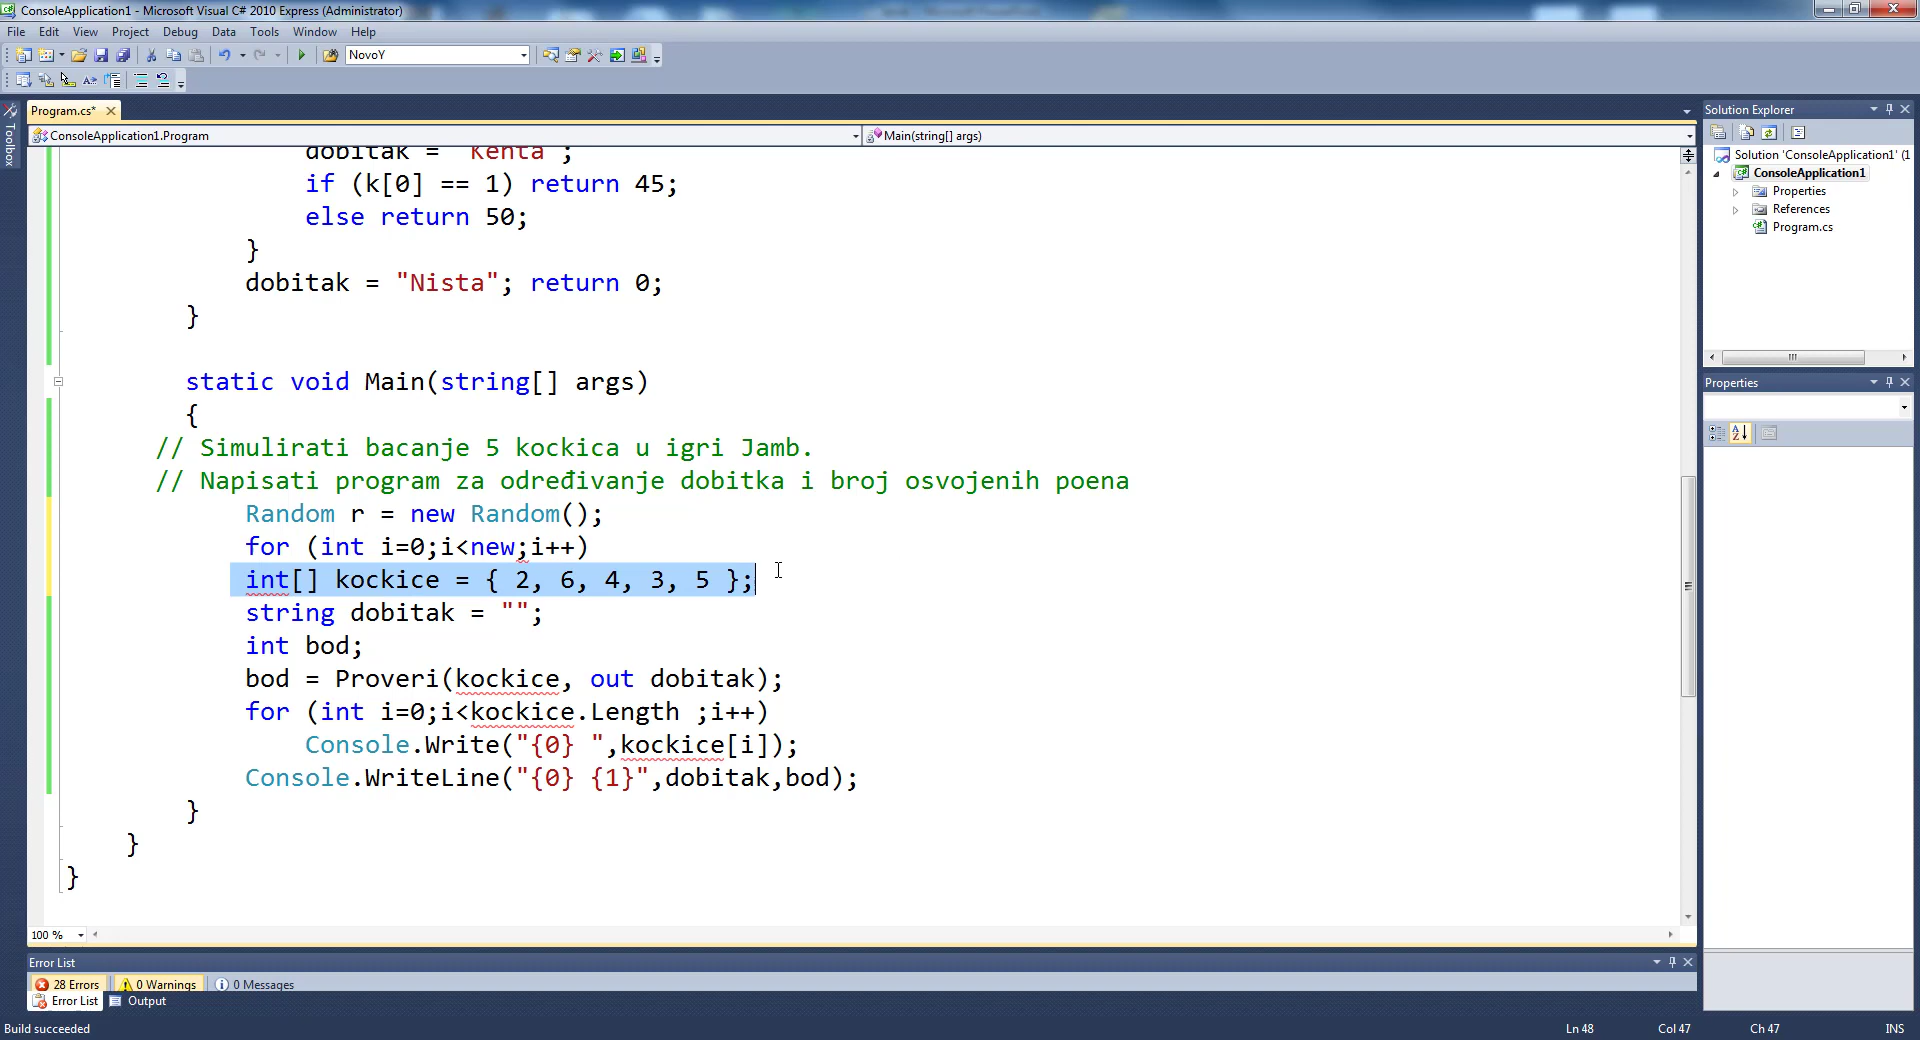 ConsoleApplication1 - Microsoft Visual C# 2010 Express (Administrator)
File Edit View Project Debug Data Tools Window Help
NovoY
Toolbox
Program.cs*
ConsoleApplication1.Program
Main(string[] args)
dobitak = "Kenta";
if (k[0] == 1) return 45;
else return 50;
}
dobitak = "Nista"; return 0;
}
static void Main(string[] args)
{
// Simulirati bacanje 5 kockica u igri Jamb.
// Napisati program za određivanje dobitka i broj osvojenih poena
Random r = new Random();
for (int i=0;i<new;i++)
int[] kockice = { 2, 6, 4, 3, 5 };
string dobitak = "";
int bod;
bod = Proveri(kockice, out dobitak);
for (int i=0;i<kockice.Length ;i++)
Console.Write("{0} ",kockice[i]);
Console.WriteLine("{0} {1}",dobitak,bod);
}
}
}
100 %
Solution Explorer
Solution 'ConsoleApplication1' (1
ConsoleApplication1
Properties
References
Program.cs
Properties
Error List
28 Errors
0 Warnings
0 Messages
Error List
Output
Build succeeded
Ln 48
Col 47
Ch 47
INS